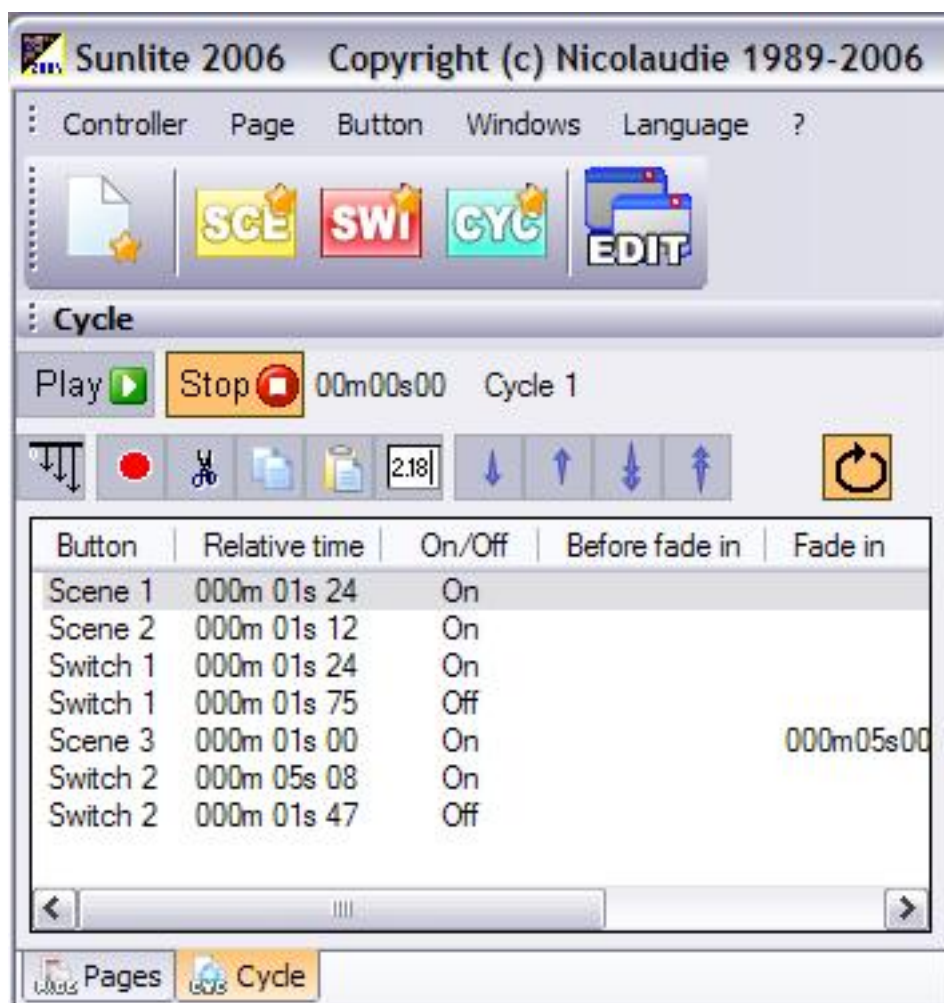 Sunlite 2006 Copyright (c) Nicolaudie 1989-2006
Controller Page Button Windows Language ?
SCE SWI CYC EDIT
Cycle
Play Stop 00m00s00 Cycle 1
2.18
Button Relative time On/Off Before fade in Fade in
Scene 1 000m 01s 24 On
Scene 2 000m 01s 12 On
Switch 1 000m 01s 24 On
Switch 1 000m 01s 75 Off
Scene 3 000m 01s 00 On 000m05s00
Switch 2 000m 05s 08 On
Switch 2 000m 01s 47 Off
Pages Cycle